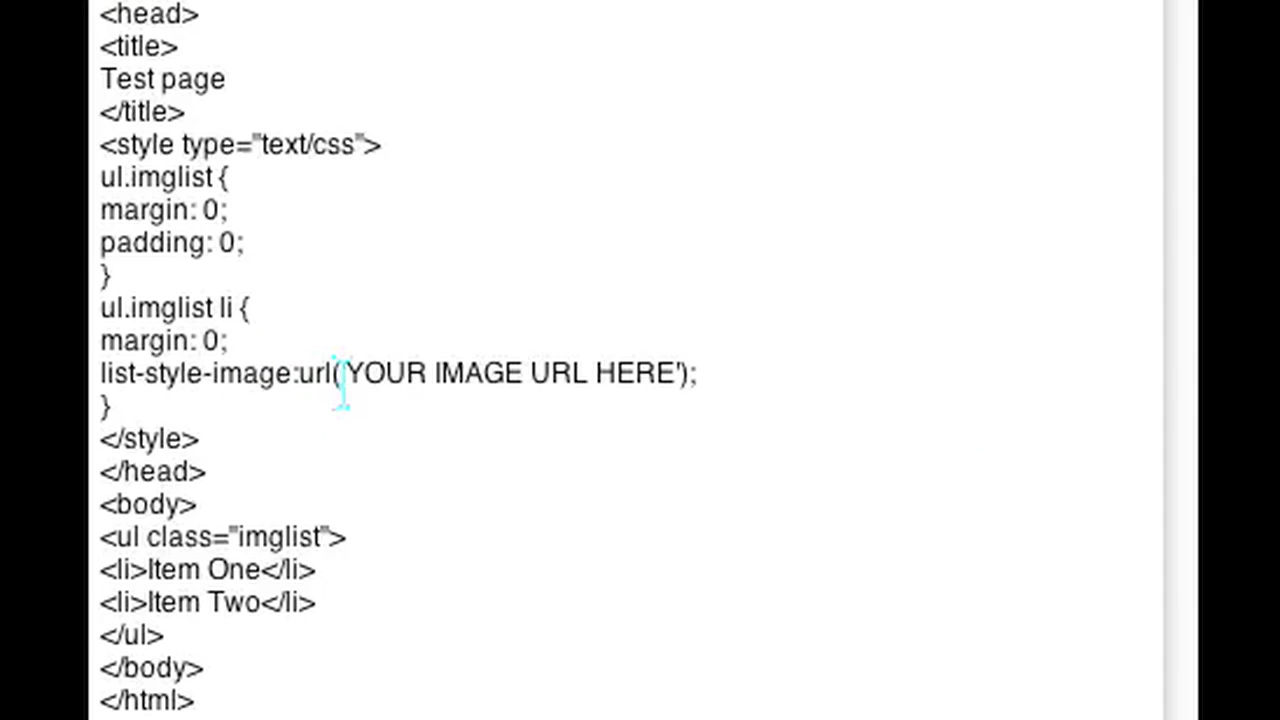 <head>
<title>
Test page
</title>
<style type="text/css">
ul.imglist {
margin: 0;
padding: 0;
}
ul.imglist li {
margin: 0;
list-style-image:url('YOUR IMAGE URL HERE');
}
</style>
</head>
<body>
<ul class="imglist">
<li>Item One</li>
<li>Item Two</li>
</ul>
</body>
</html>